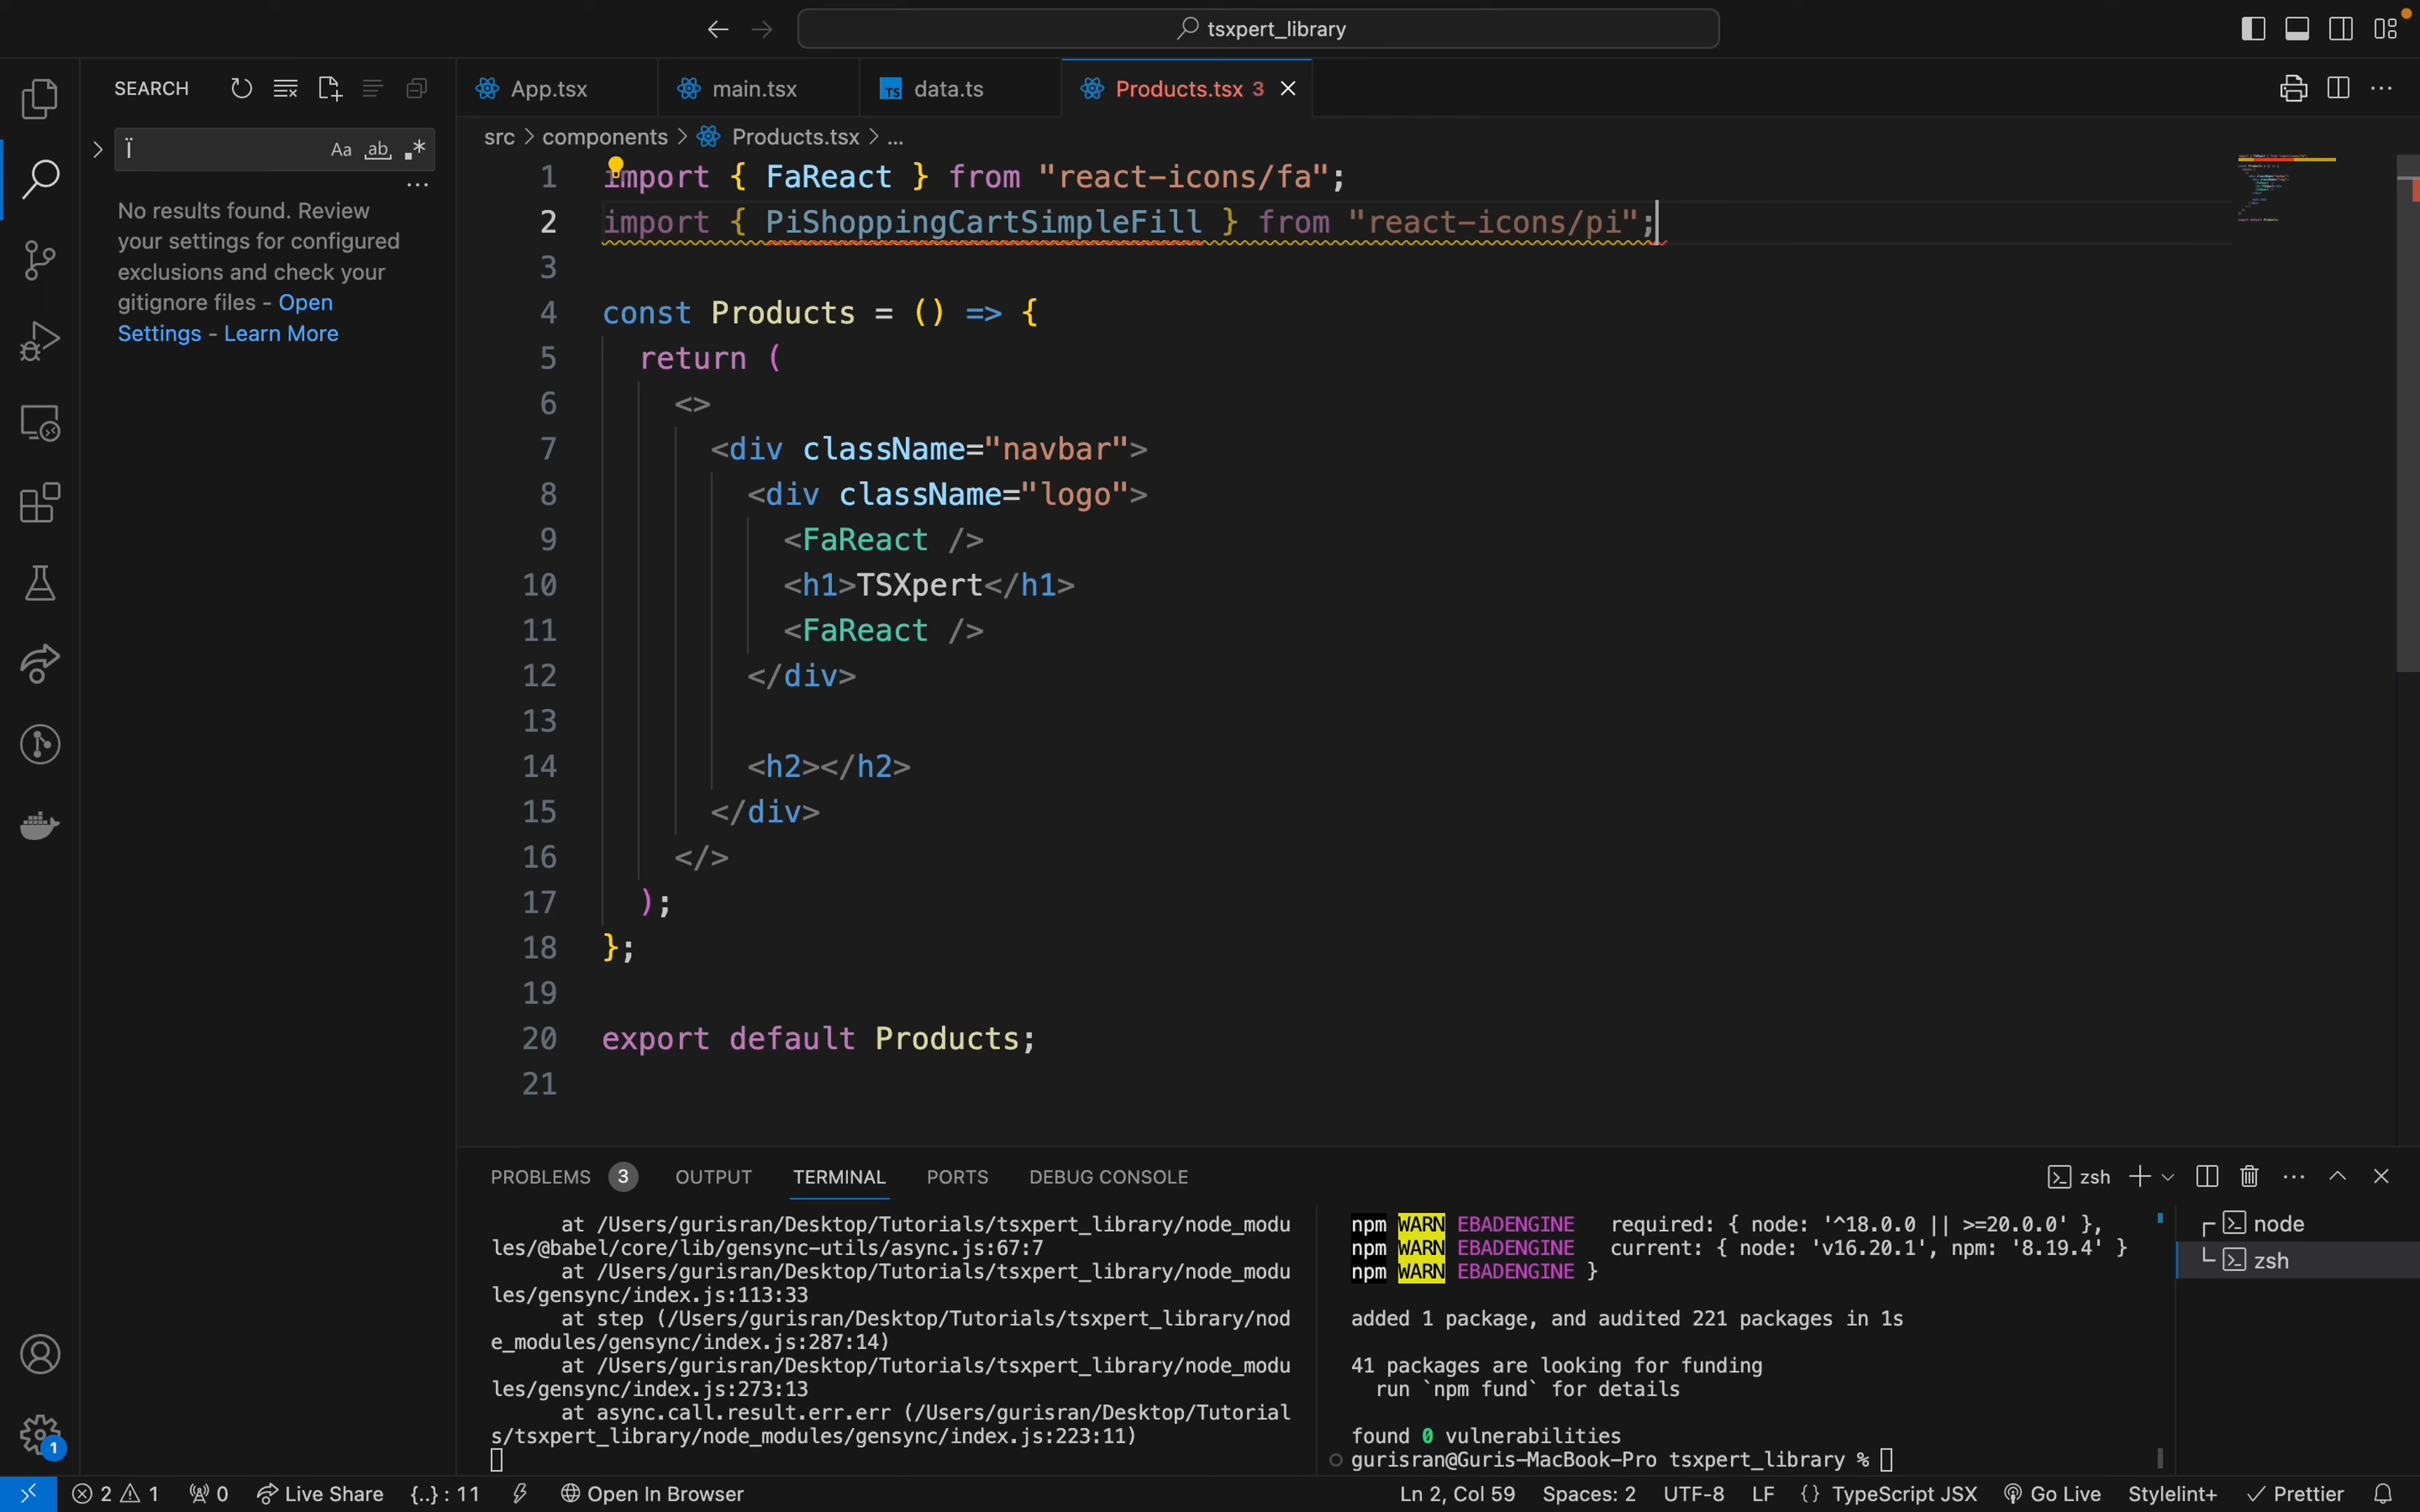 tsxpert_library
SEARCH
Ï
Aa ab .*
No results found. Review
your settings for configured
exclusions and check your
gitignore files - Open
Settings - Learn More
App.tsx
main.tsx
TS data.ts
Products.tsx 3
src > components > Products.tsx > ...
1 import { FaReact } from "react-icons/fa";
2 import { PiShoppingCartSimpleFill } from "react-icons/pi";
3
4 const Products = () => {
5 return (
6 <>
7 <div className="navbar">
8 <div className="logo">
9 <FaReact />
10 <h1>TSXpert</h1>
11 <FaReact />
12 </div>
13
14 <h2></h2>
15 </div>
16 </>
17 );
18 };
19
20 export default Products;
21
PROBLEMS 3 OUTPUT TERMINAL PORTS DEBUG CONSOLE
zsh
at /Users/gurisran/Desktop/Tutorials/tsxpert_library/node_modu
les/@babel/core/lib/gensync-utils/async.js:67:7
at /Users/gurisran/Desktop/Tutorials/tsxpert_library/node_modu
les/gensync/index.js:113:33
at step (/Users/gurisran/Desktop/Tutorials/tsxpert_library/nod
e_modules/gensync/index.js:287:14)
at /Users/gurisran/Desktop/Tutorials/tsxpert_library/node_modu
les/gensync/index.js:273:13
at async.call.result.err.err (/Users/gurisran/Desktop/Tutorial
s/tsxpert_library/node_modules/gensync/index.js:223:11)
npm WARN EBADENGINE required: { node: '^18.0.0 || >=20.0.0' },
npm WARN EBADENGINE current: { node: 'v16.20.1', npm: '8.19.4' }
npm WARN EBADENGINE }
added 1 package, and audited 221 packages in 1s
41 packages are looking for funding
run `npm fund` for details
found 0 vulnerabilities
gurisran@Guris-MacBook-Pro tsxpert_library %
node
zsh
1
2 1 0 Live Share {..} : 11 Open In Browser
Ln 2, Col 59 Spaces: 2 UTF-8 LF {} TypeScript JSX Go Live Stylelint+ Prettier